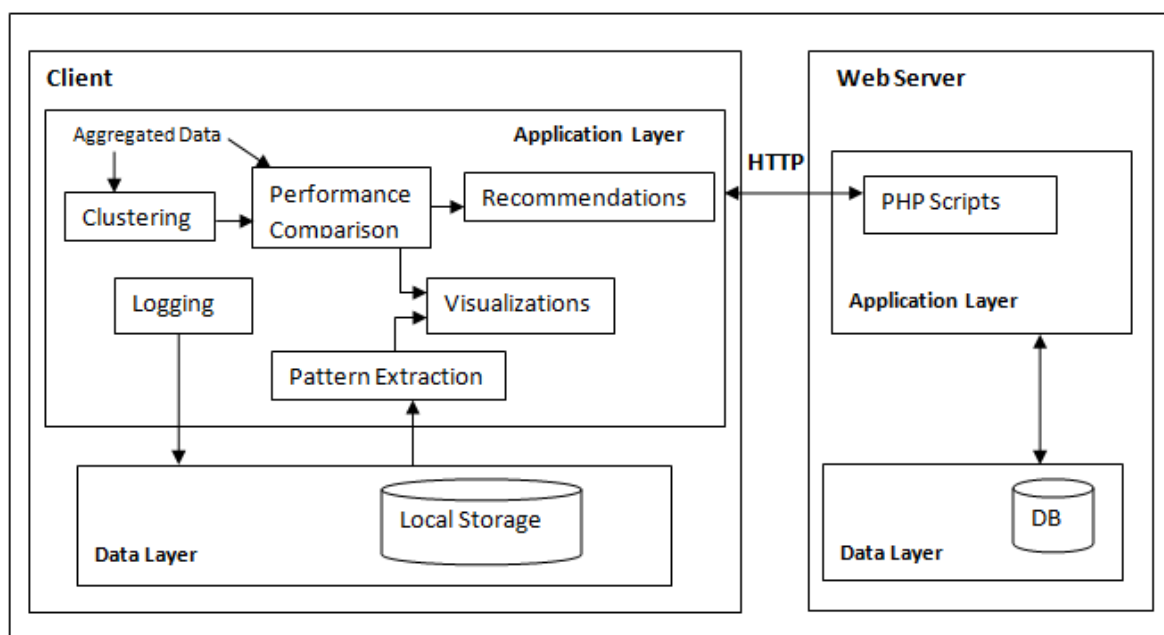 Client
Web Server
Aggregated Data
Application Layer
HTTP
Performance
Comparison
Recommendations
PHP Scripts
Clustering
Logging
Visualizations
Application Layer
Pattern Extraction
Local Storage
DB
Data Layer
Data Layer